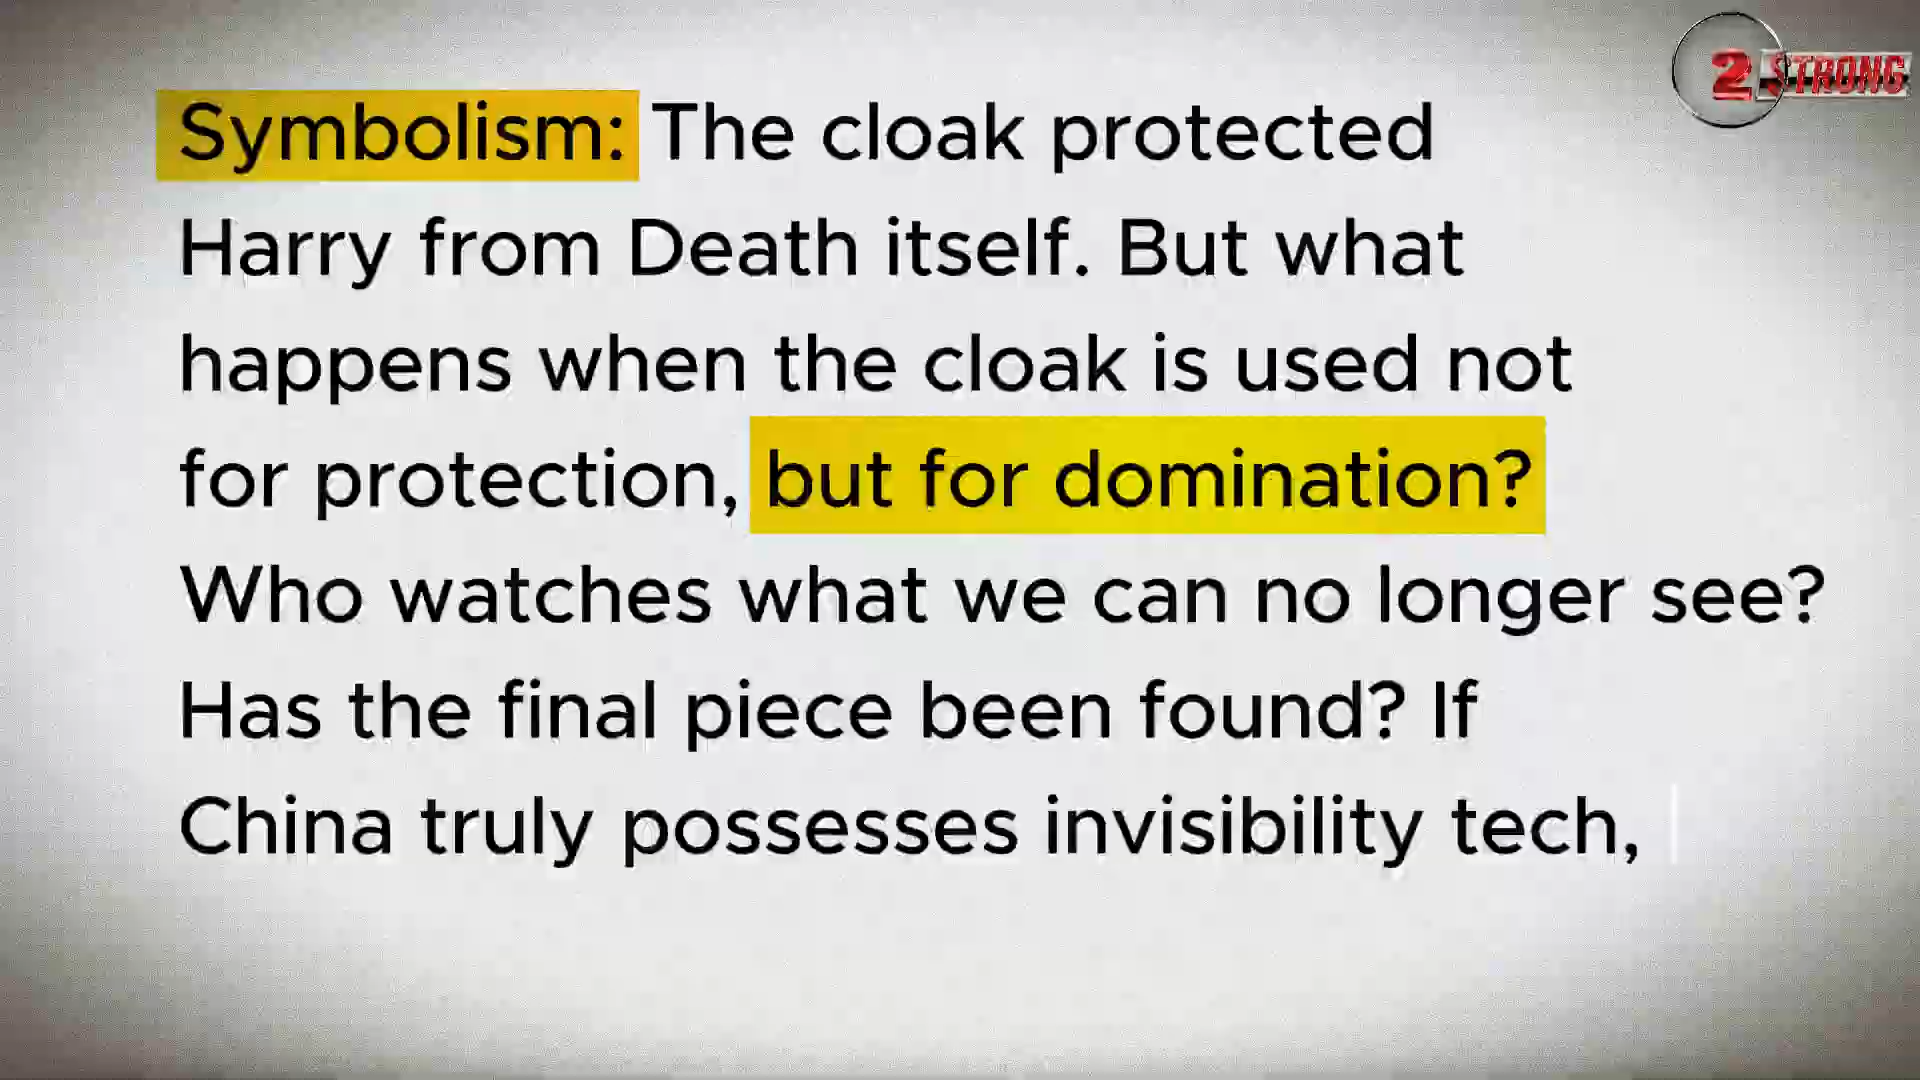 2 STRONG
Symbolism: The cloak protected
Harry from Death itself. But what
happens when the cloak is used not
for protection, but for domination?
Who watches what we can no longer see?
Has the final piece been found? If
China truly possesses invisibility tech,